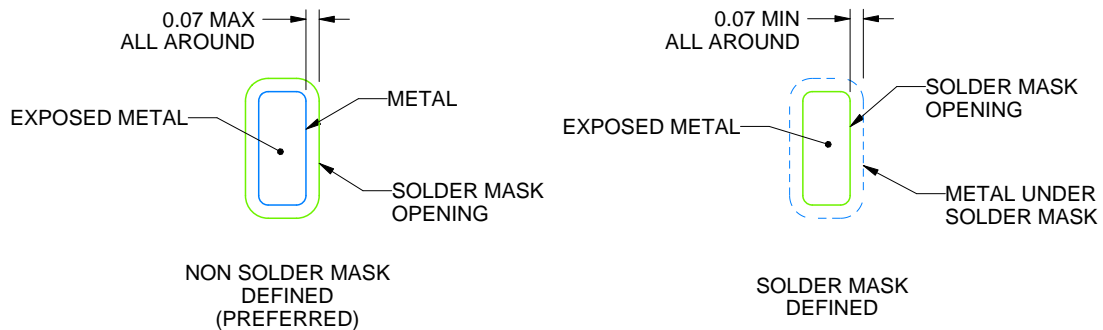 0.07 MAX
ALL AROUND
EXPOSED METAL
METAL
SOLDER MASK
OPENING
NON SOLDER MASK
DEFINED
(PREFERRED)
0.07 MIN
ALL AROUND
EXPOSED METAL
SOLDER MASK
OPENING
METAL UNDER
SOLDER MASK
SOLDER MASK
DEFINED